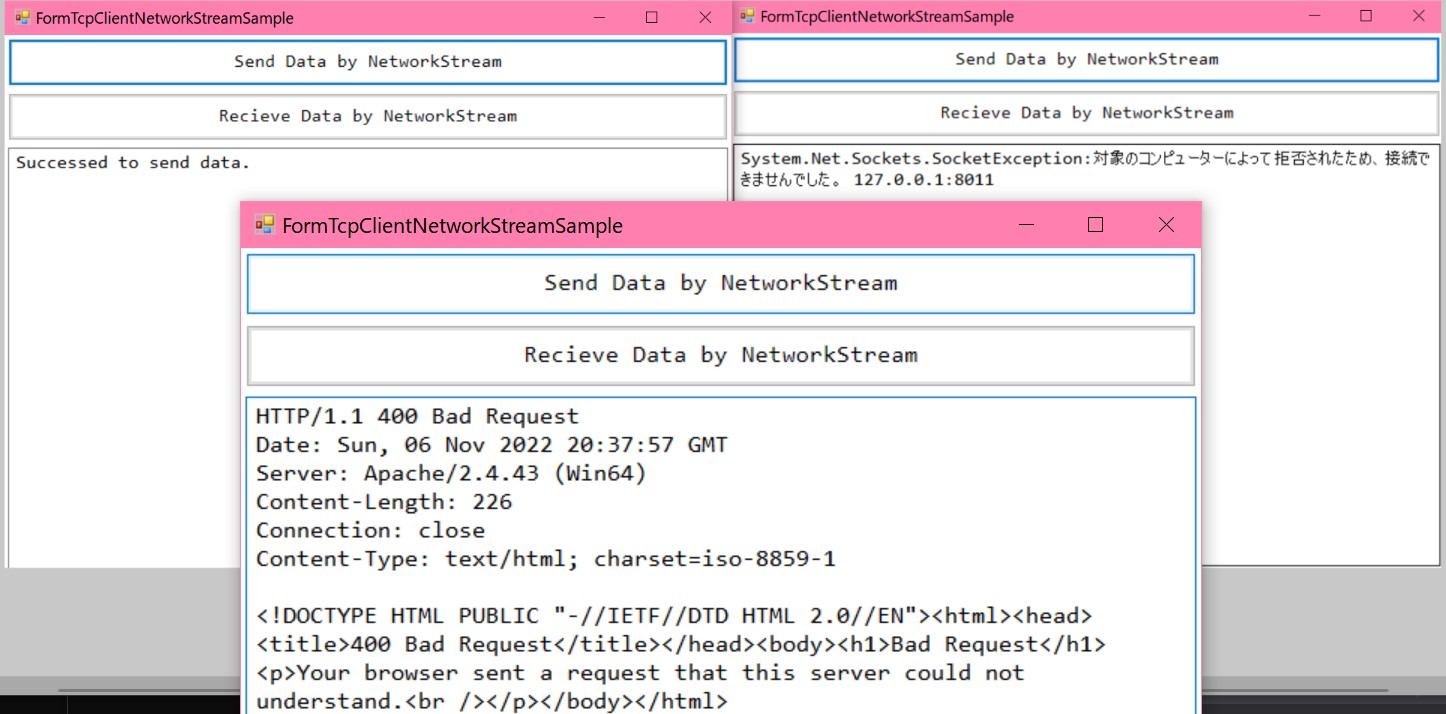 FormTcpClientNetworkStreamSample
Send Data by NetworkStream
Recieve Data by NetworkStream
Successed to send data.
FormTcpClientNetworkStreamSample
Send Data by NetworkStream
Recieve Data by NetworkStream
System.Net.Sockets.SocketException:対象のコンピューターによって拒否されたため、接続で
きませんでした。 127.0.0.1:8011
FormTcpClientNetworkStreamSample
Send Data by NetworkStream
Recieve Data by NetworkStream
HTTP/1.1 400 Bad Request
Date: Sun, 06 Nov 2022 20:37:57 GMT
Server: Apache/2.4.43 (Win64)
Content-Length: 226
Connection: close
Content-Type: text/html; charset=iso-8859-1
<!DOCTYPE HTML PUBLIC "-//IETF//DTD HTML 2.0//EN"><html><head>
<title>400 Bad Request</title></head><body><h1>Bad Request</h1>
<p>Your browser sent a request that this server could not
understand.<br /></p></body></html>